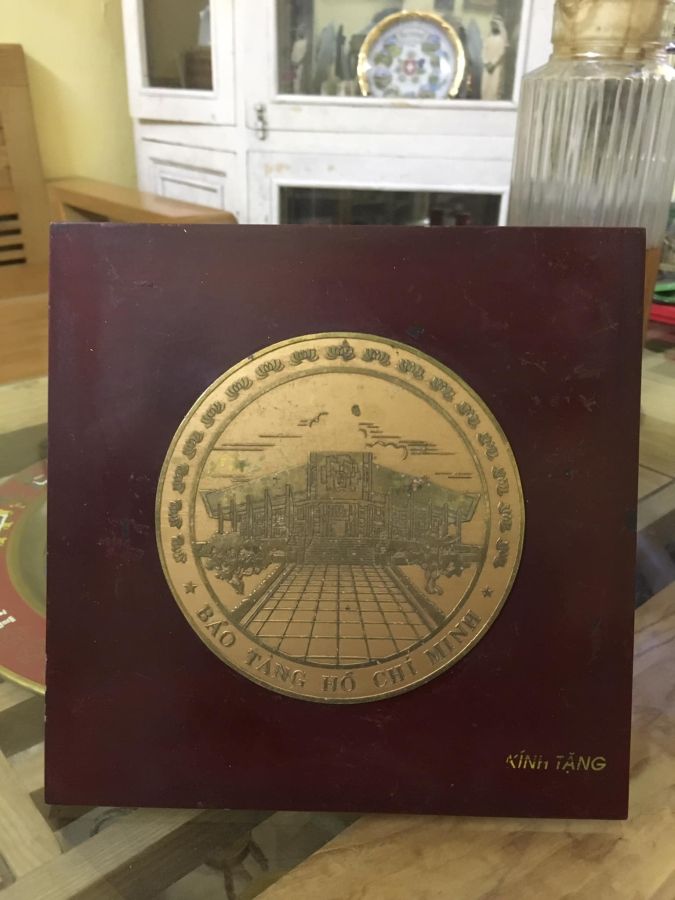 BẢO TÀNG HỒ CHÍ MINH
KÍNH TẶNG